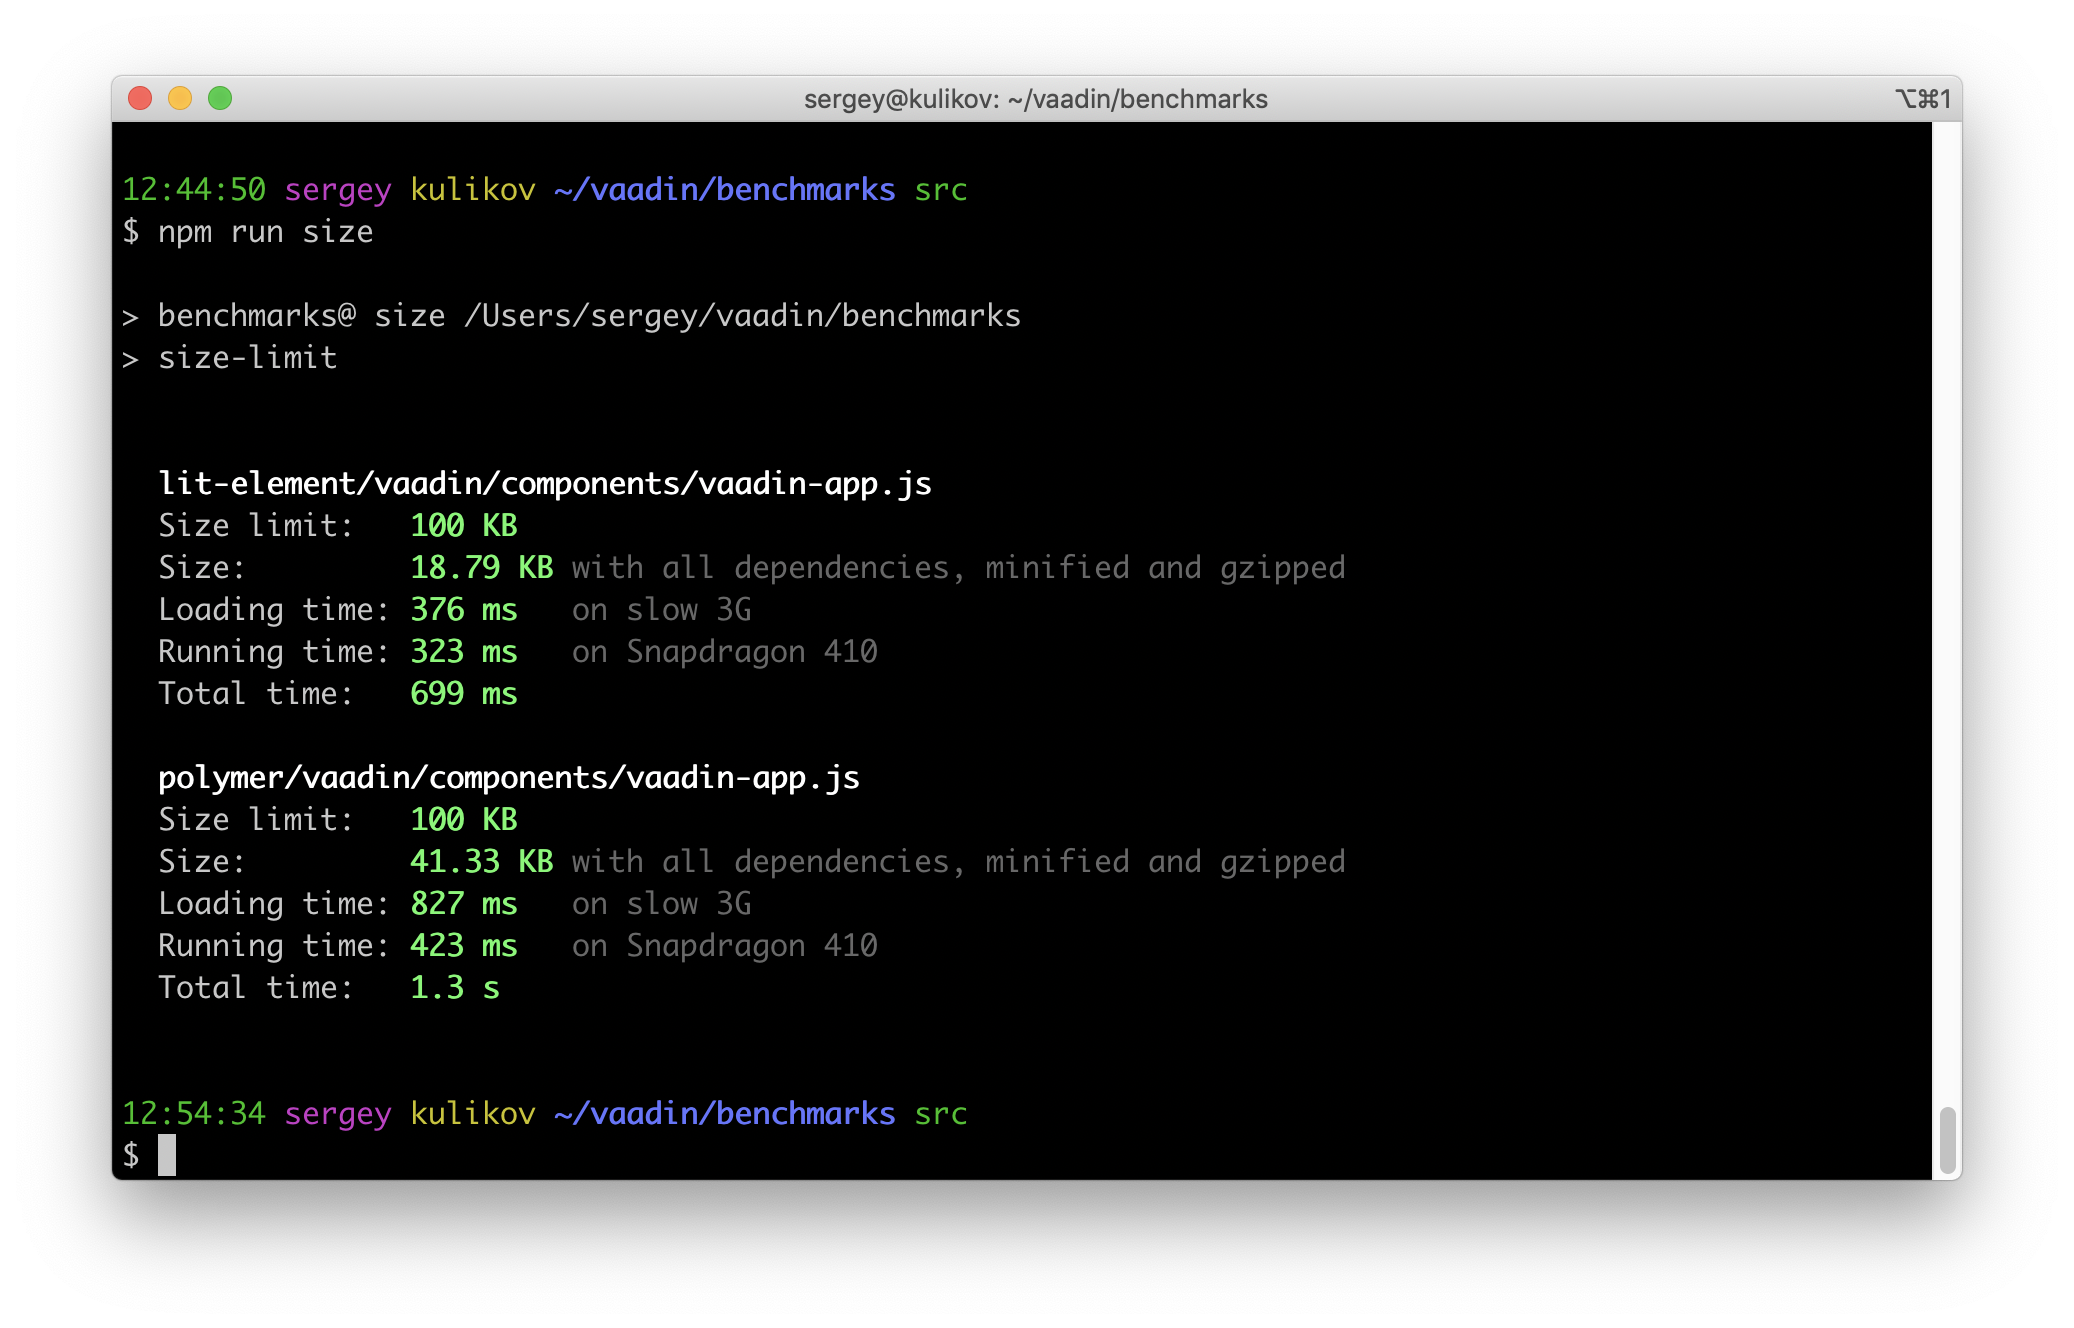 sergey@kulikov: ~/vaadin/benchmarks ⌥⌘1
12:44:50 sergey kulikov ~/vaadin/benchmarks src
$ npm run size
> benchmarks@ size /Users/sergey/vaadin/benchmarks
> size-limit
lit-element/vaadin/components/vaadin-app.js
Size limit: 100 KB
Size: 18.79 KB with all dependencies, minified and gzipped
Loading time: 376 ms on slow 3G
Running time: 323 ms on Snapdragon 410
Total time: 699 ms
polymer/vaadin/components/vaadin-app.js
Size limit: 100 KB
Size: 41.33 KB with all dependencies, minified and gzipped
Loading time: 827 ms on slow 3G
Running time: 423 ms on Snapdragon 410
Total time: 1.3 s
12:54:34 sergey kulikov ~/vaadin/benchmarks src
$